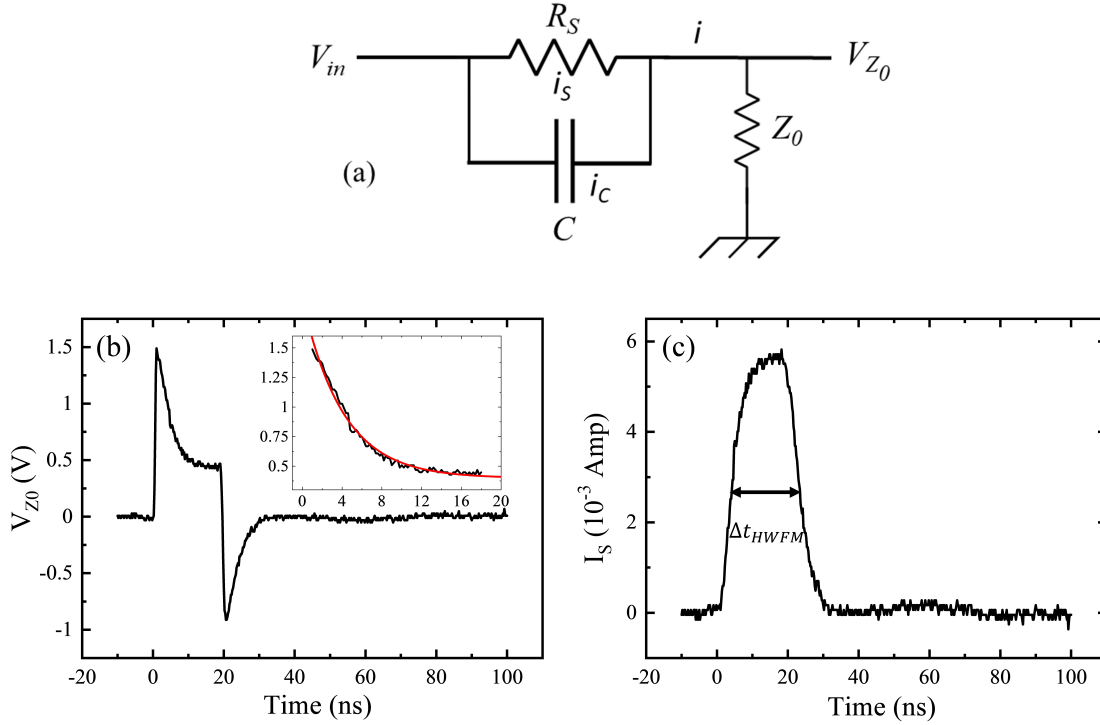 R_S
V_in
i
V_Z_0
i_S
Z_0
(a)
i_C
C
(b)
1.5
1
0.5
0
-0.5
-1
V_Z0 (V)
-20 0 20 40 60 80 100
Time (ns)
1.5
1.25
1
0.75
0.5
0 4 8 12 16 20
(c)
6
4
2
0
I_S (10^-3 Amp)
Δt_HWFM
-20 0 20 40 60 80 100
Time (ns)